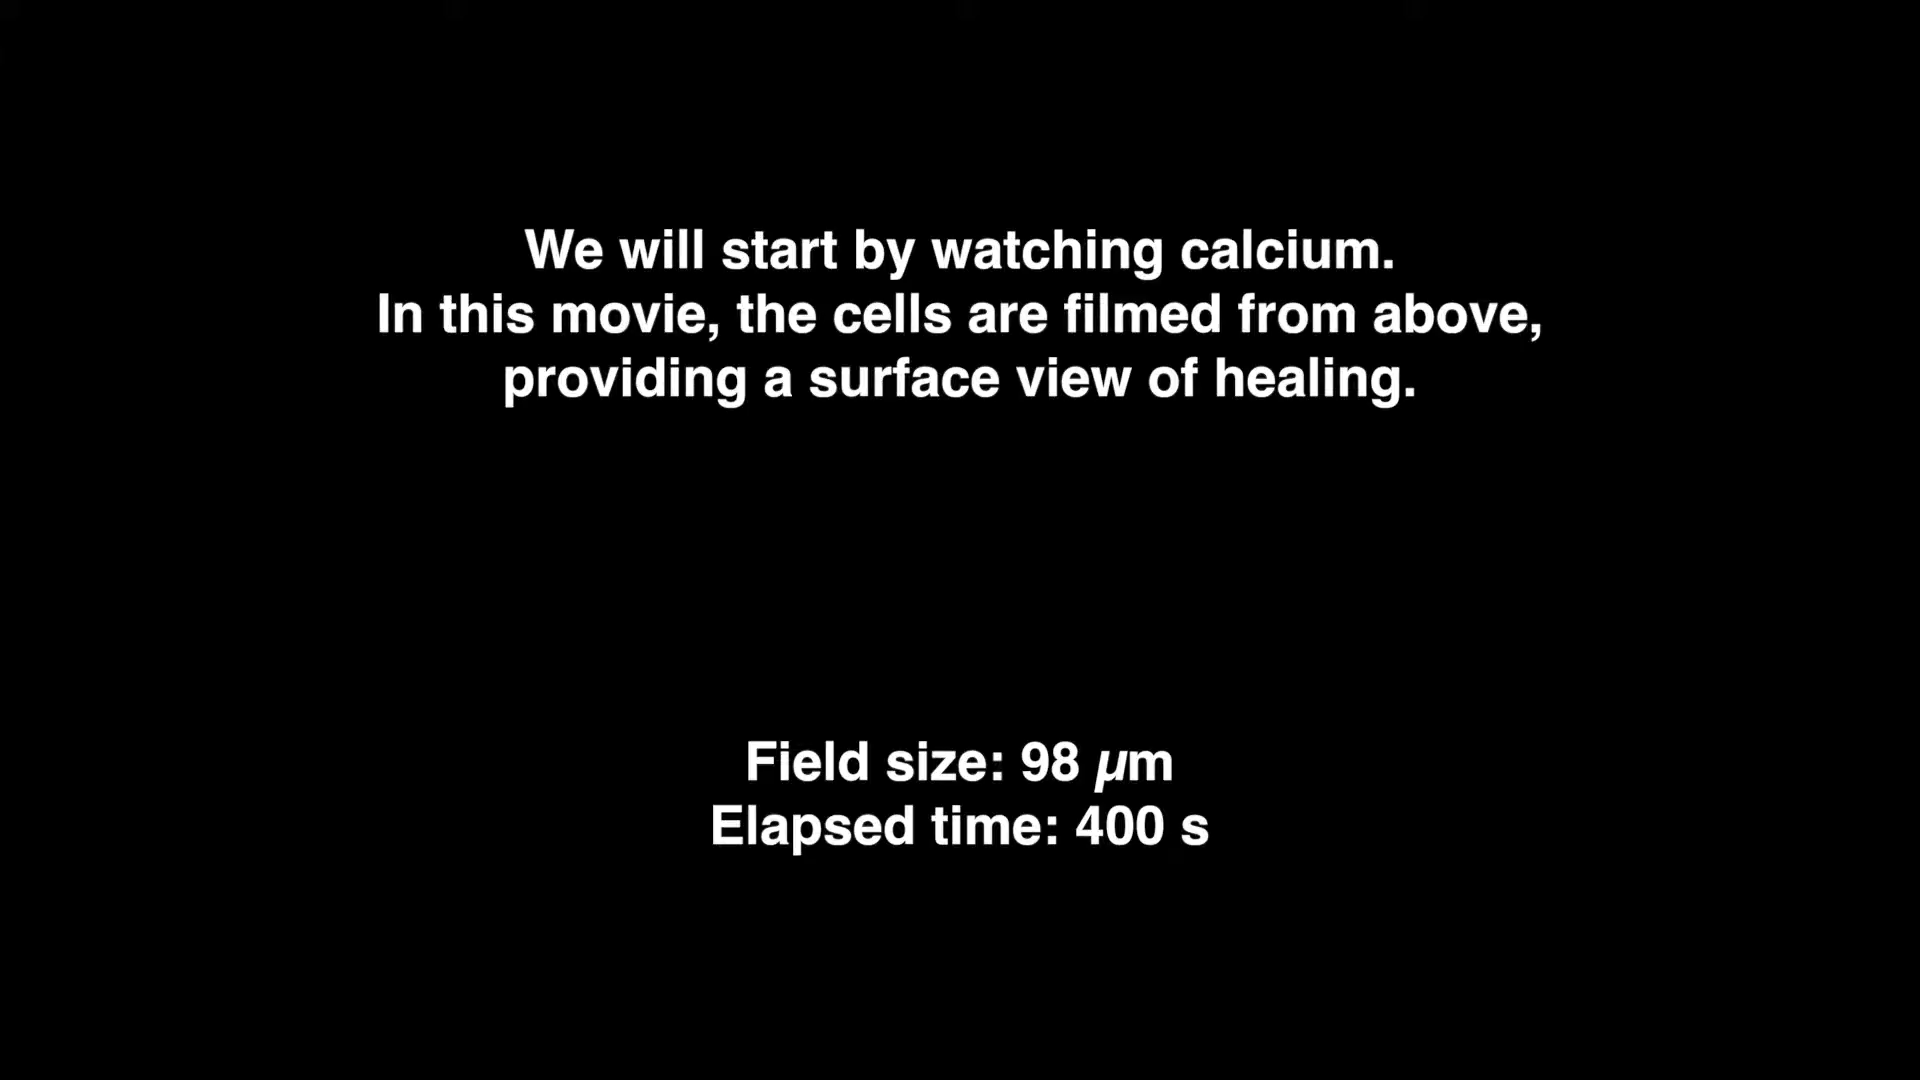 We will start by watching calcium.
In this movie, the cells are filmed from above,
providing a surface view of healing.
Field size: 98 µm
Elapsed time: 400 s